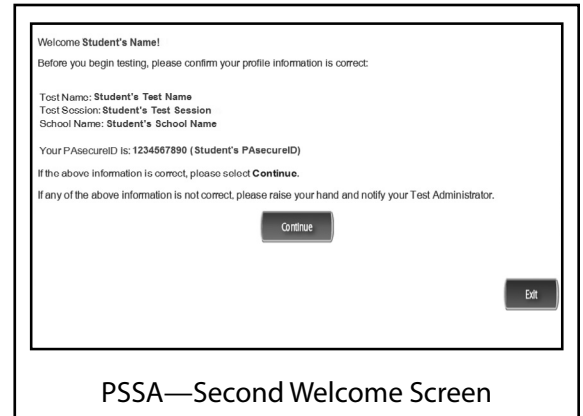 Welcome Student's Name!
Before you begin testing, please confirm your profile information is correct:
Test Name: Student's Test Name
Test Session: Student's Test Session
School Name: Student's School Name
Your PAsecureID is: 1234567890 (Student's PAsecureID)
If the above information is correct, please select Continue.
If any of the above information is not correct, please raise your hand and notify your Test Administrator.
Continue
Exit
PSSA—Second Welcome Screen